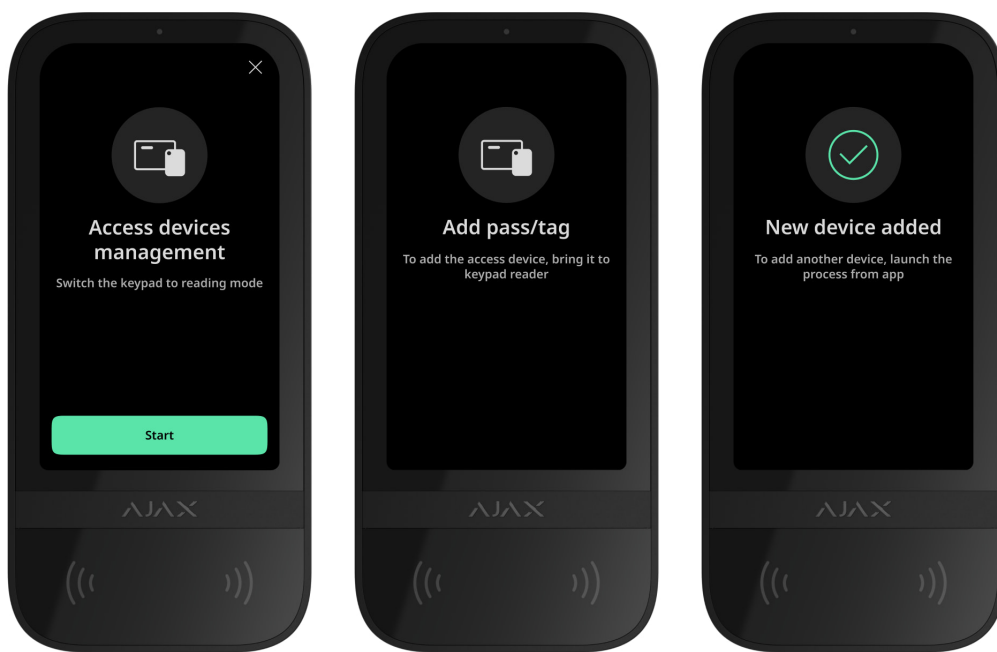 Access devices
management
Switch the keypad to reading mode
Start
AJAX
Add pass/tag
To add the access device, bring it to
keypad reader
AJAX
New device added
To add another device, launch the
process from app
AJAX